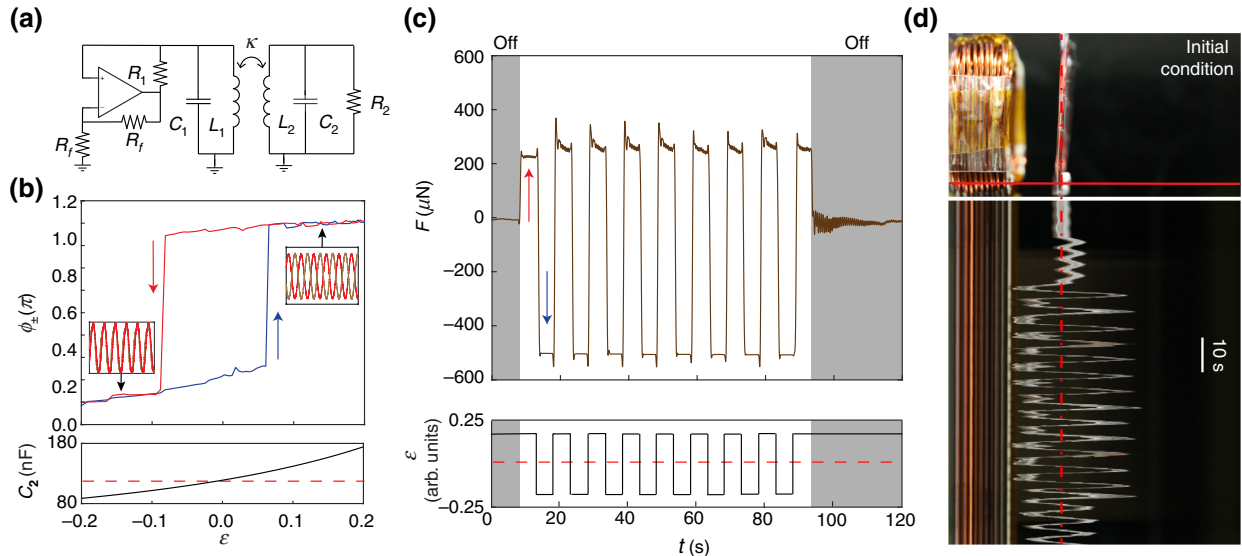 (a)
κ
R1
+
−
Rf
Rf
C1
L1
L2
C2
R2
(b)
ϕ± (π)
1.2
1.0
0.8
0.6
0.4
0.2
0.0
C2 (nF)
180
80
−0.2
−0.1
0.0
0.1
0.2
ε
(c)
Off
Off
F (μN)
600
400
200
0
−200
−400
−600
ε
(arb. units)
0.25
−0.25
0
20
40
60
80
100
120
t (s)
(d)
Initial
condition
10 s